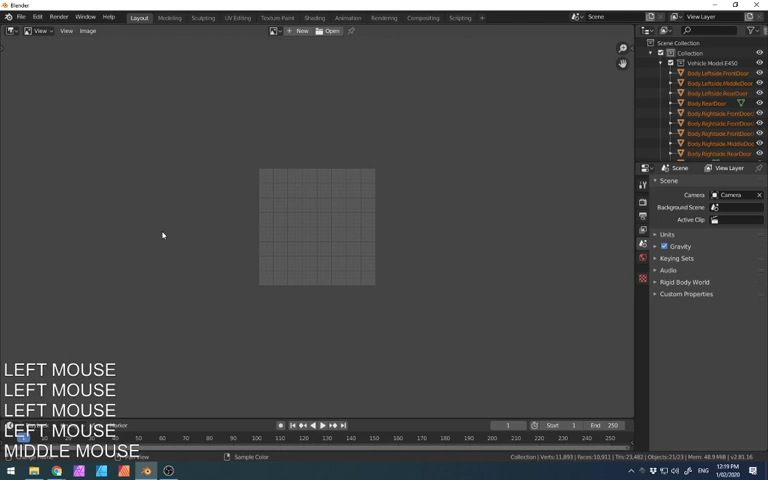 Blender
File Edit Render Window Help Layout Modeling Sculpting UV Editing Texture Paint Shading Animation Rendering Compositing Scripting Scene View Layer
View View Image New Open
Scene Collection
Collection
Vehicle Model.E450
Body.Leftside.FrontDoor
Body.Leftside.MiddleDoor
Body.Leftside.RearDoor
Body.RearDoor
Body.Rightside.FrontDoor
Body.Rightside.FrontDoor
Body.Rightside.FrontDoor
Body.Rightside.MiddleDoo
Body.Rightside.RearDoor
Scene View Layer
Scene
Camera Camera
Background Scene
Active Clip
Units
Gravity
Keying Sets
Audio
Rigid Body World
Custom Properties
LEFT MOUSE
LEFT MOUSE
LEFT MOUSE
LEFT MOUSE
MIDDLE MOUSE
1 Start 1 End 250
10 20 30 40 50 60 70 80 90 100 110 120 130 140 150 160 170 180 190 200 210 220 230 240 250
Sample Color Collection | Verts:11,893 | Faces:10,911 | Tris:23,482 | Objects:21/23 | Mem: 48.9 MiB | v2.81.16
ENG 12:19 PM
1/02/2020